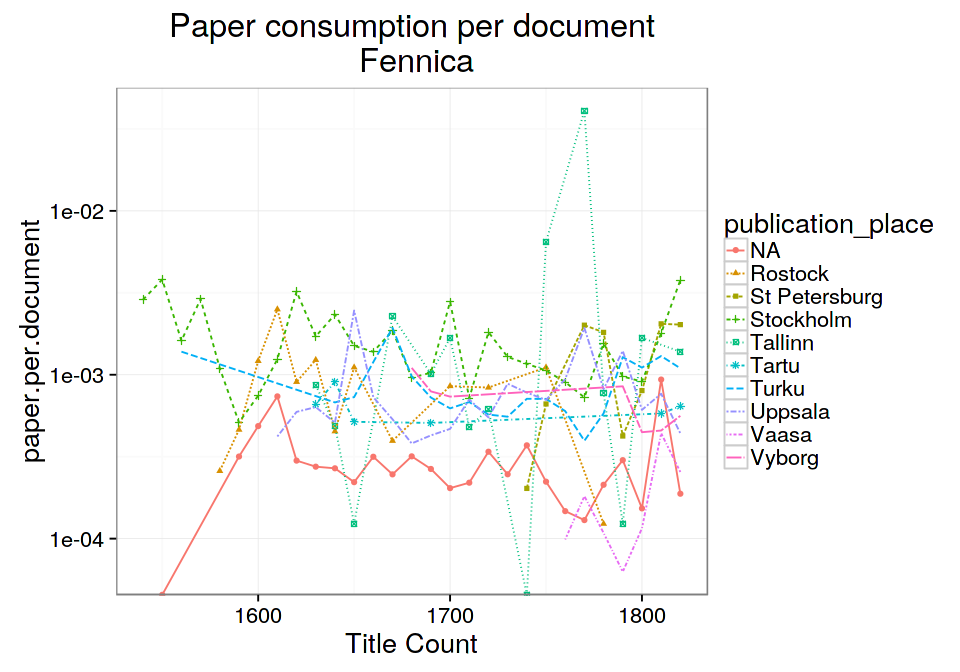 Paper consumption per document
Fennica
paper.per.document
1e-02
1e-03
1e-04
1600
1700
1800
Title Count
publication_place
NA
Rostock
St Petersburg
Stockholm
Tallinn
Tartu
Turku
Uppsala
Vaasa
Vyborg